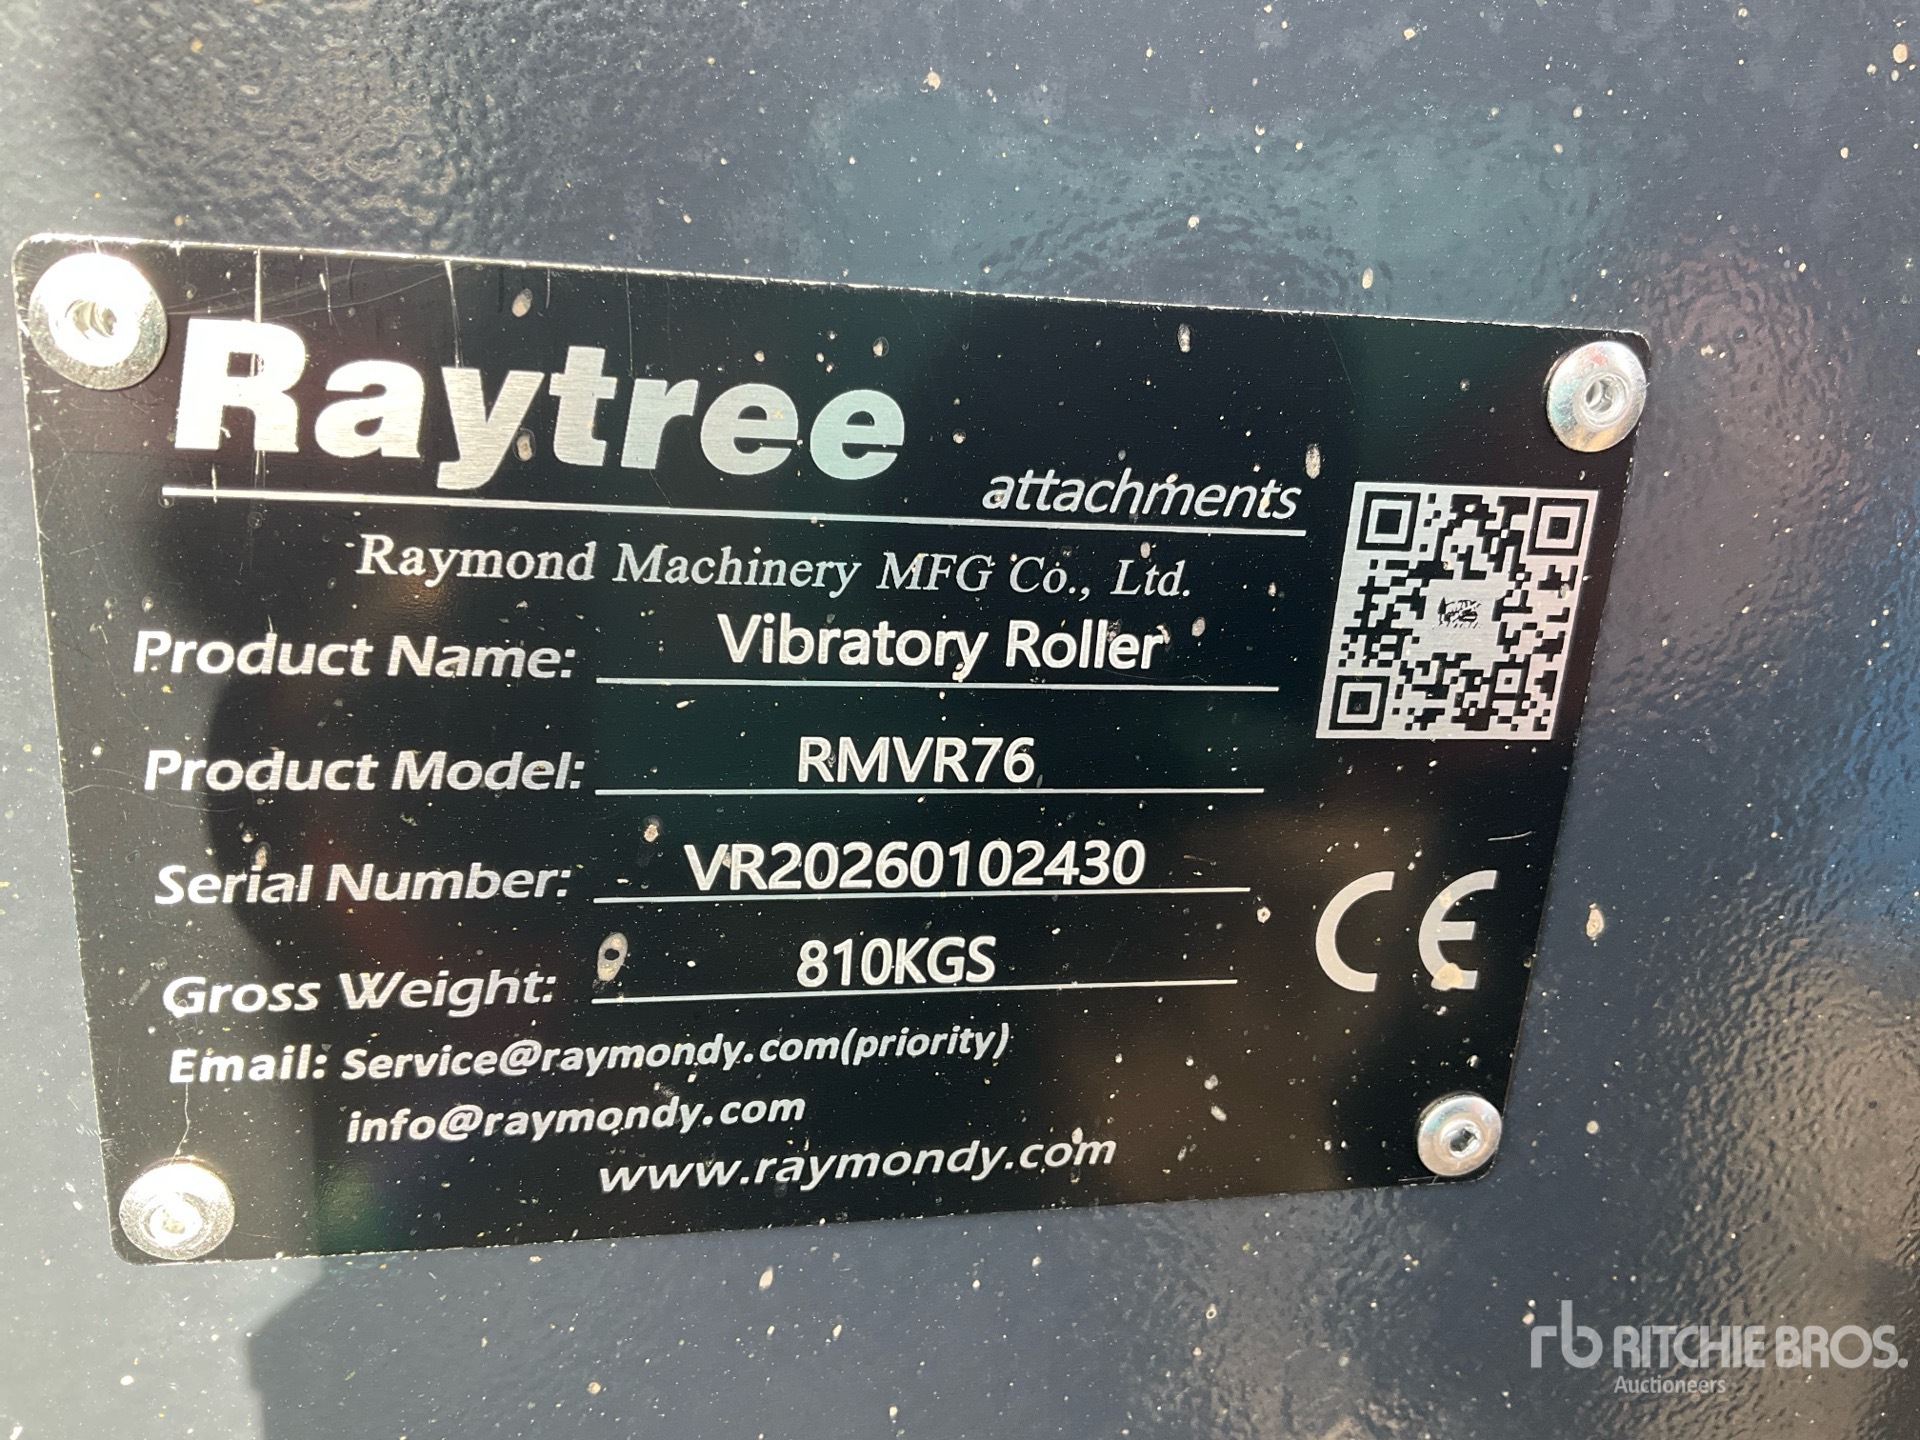 Raytree
attachments
Raymond Machinery MFG Co., Ltd.
Product Name: Vibratory Roller
Product Model: RMVR76
Serial Number: VR20260102430
Gross Weight: 810KGS
CE
Email: Service@raymondy.com(priority)
info@raymondy.com
www.raymondy.com
rb RITCHIE BROS.
Auctioneers